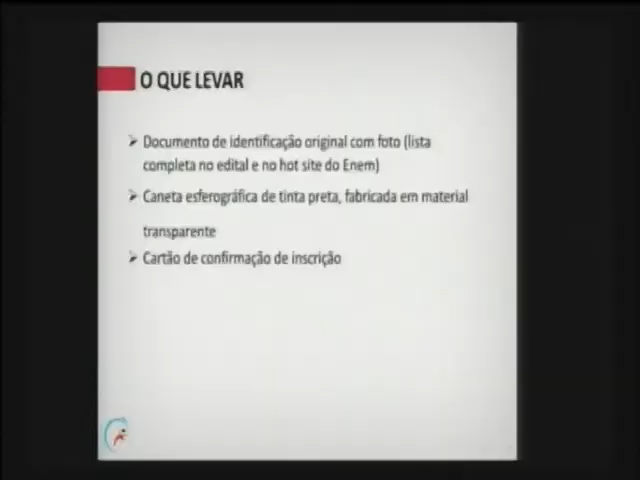 O QUE LEVAR
➢ Documento de identificação original com foto (lista
completa no edital e no hot site do Enem)
➢ Caneta esferográfica de tinta preta, fabricada em material
transparente
➢ Cartão de confirmação de inscrição